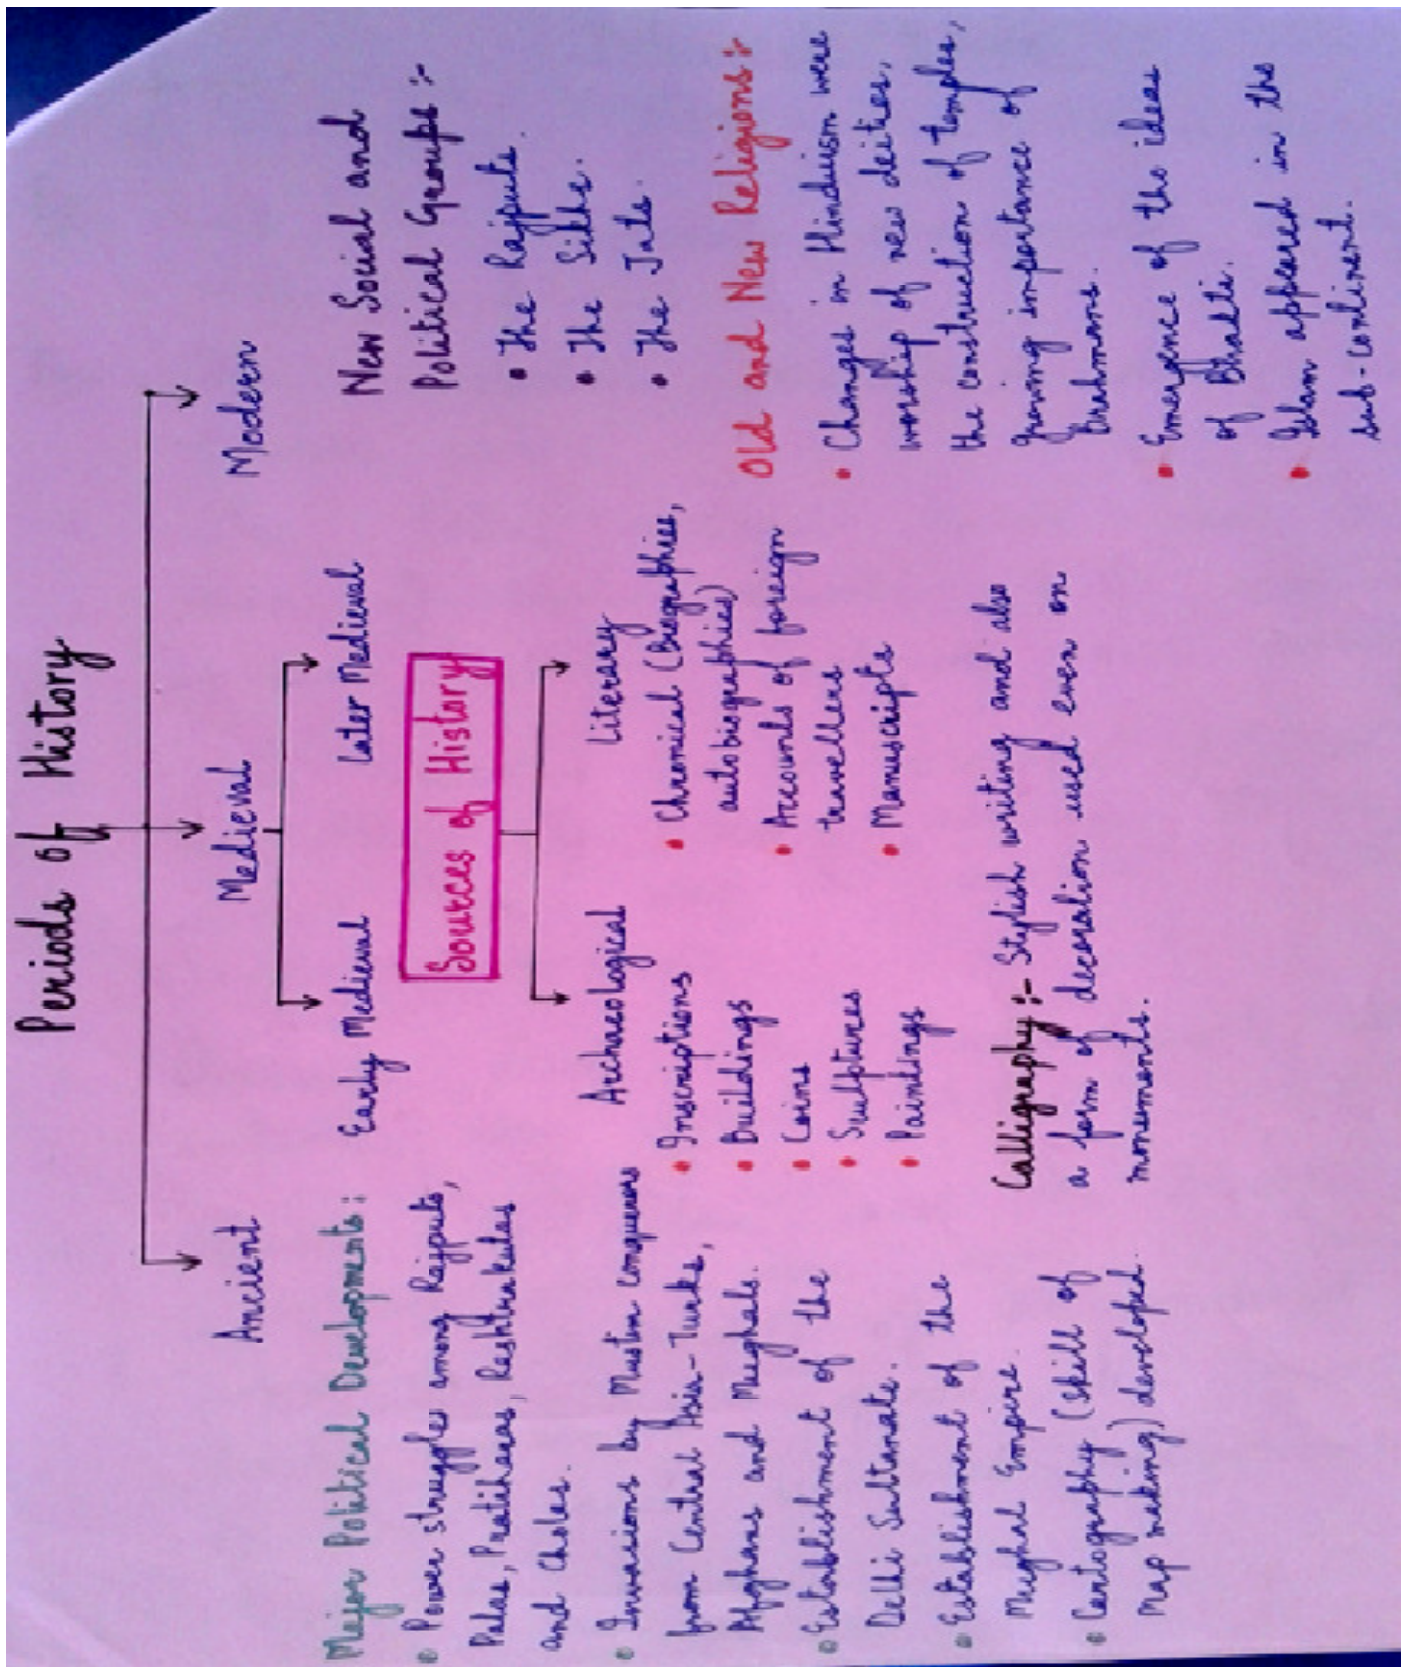 Periods of History
Ancient
Medieval
Modern
Early Medieval
Later Medieval
Major Political Developments:
• Power struggles among Rajputs,
Palas, Pratiharas, Rashtrakutas
and Cholas.
• Invasions by Muslim conquerors
from Central Asia-Turks,
Afghans and Mughals.
• Establishment of the
Delhi Sultanate.
• Establishment of the
Mughal Empire.
• Cartography (Skill of
Map making) developed.
Sources of History
Archaeological
• Inscriptions
• Buildings
• Coins
• Sculptures
• Paintings
Literary
• Chronical (Biographies,
autobiographies)
• Accounts of foreign
travellers
• Manuscripts
Calligraphy :- Stylish writing and also
a form of decoration used even on
monuments.
New Social and
Political Groups :-
• The Rajputs.
• The Sikhs.
• The Jats.
Old and New Religions :-
• Changes in Hinduism were
worship of new deities,
the construction of temples,
growing importance of
Brahmans.
• Emergence of the ideas
of Bhakti.
• Islam appeared in the
sub-continent.